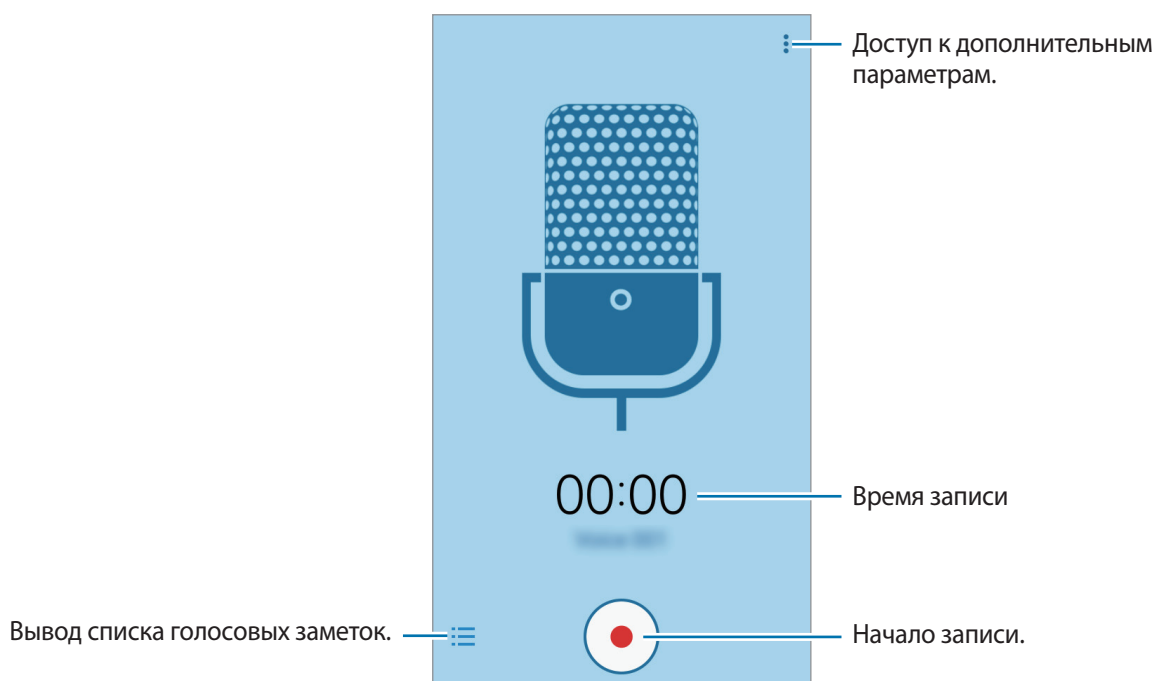 Доступ к дополнительным
параметрам.
00:00
Время записи
Вывод списка голосовых заметок.
Начало записи.